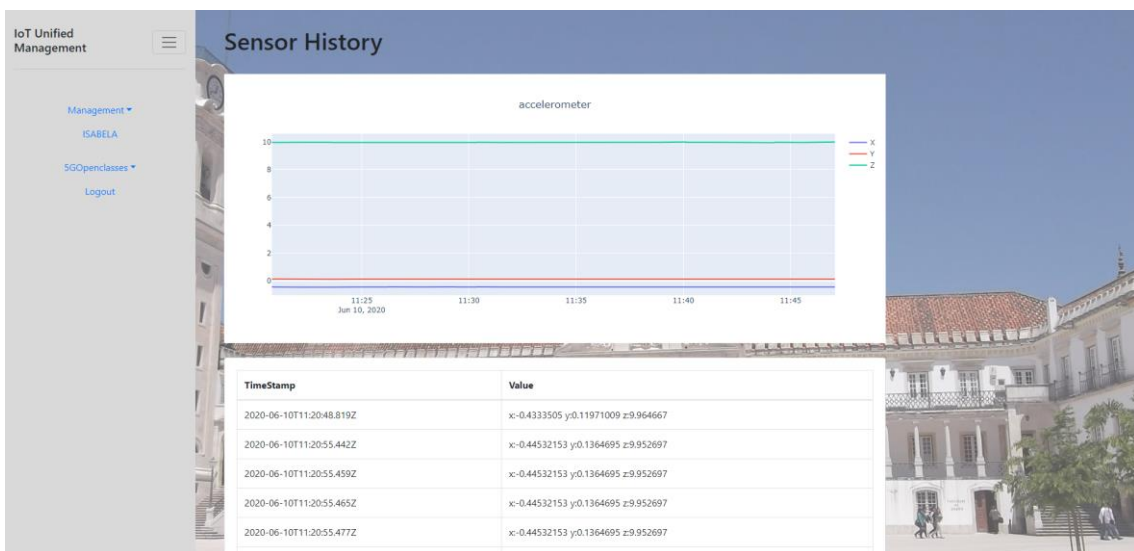 IoT Unified
Management
Management
ISABELA
5GOpenclasses
Logout
Sensor History
accelerometer
10
8
6
4
2
0
X
Y
Z
11:25
11:30
11:35
11:40
11:45
Jun 10, 2020
TimeStamp Value
2020-06-10T11:20:48.819Z x:-0.4333505 y:0.11971009 z:9.964667
2020-06-10T11:20:55.442Z x:-0.44532153 y:0.1364695 z:9.952697
2020-06-10T11:20:55.459Z x:-0.44532153 y:0.1364695 z:9.952697
2020-06-10T11:20:55.465Z x:-0.44532153 y:0.1364695 z:9.952697
2020-06-10T11:20:55.477Z x:-0.44532153 y:0.1364695 z:9.952697